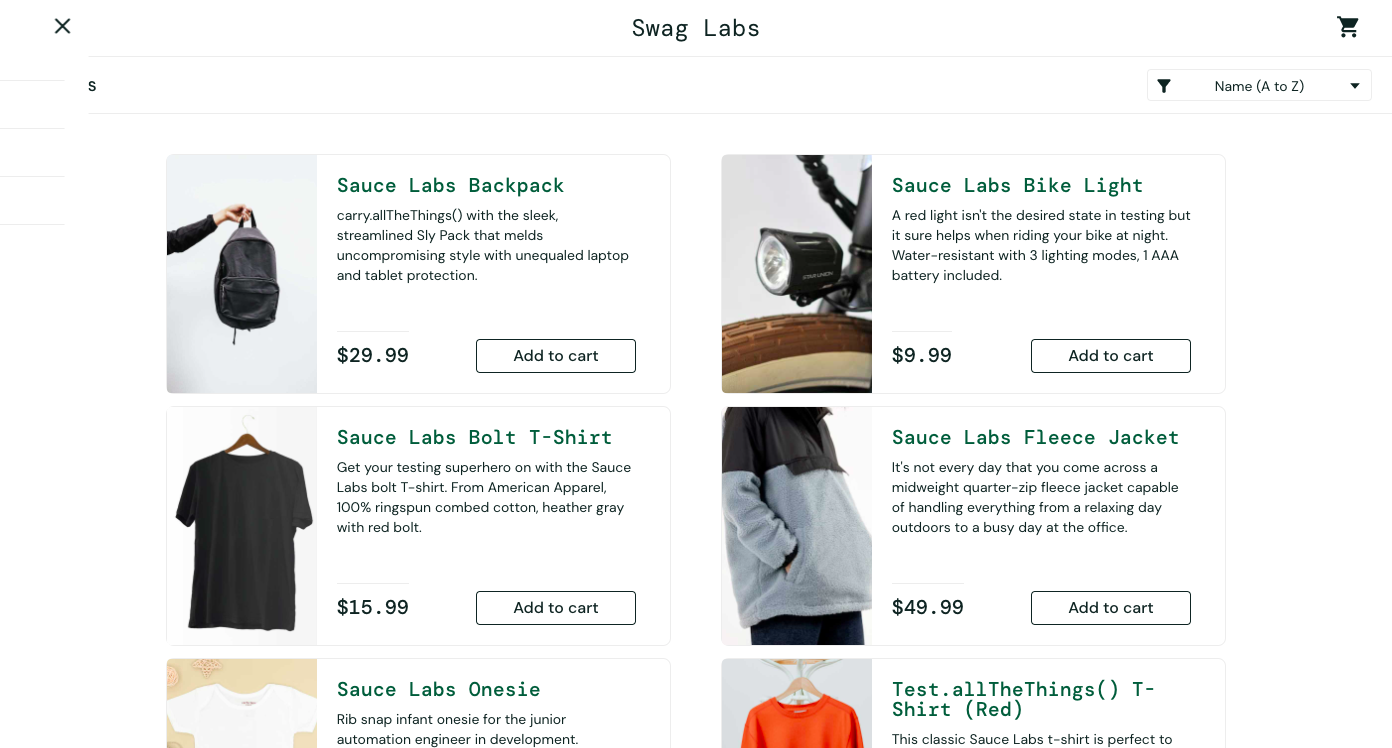 Swag Labs
s
Name (A to Z)
Sauce Labs Backpack
carry.allTheThings() with the sleek,
streamlined Sly Pack that melds
uncompromising style with unequaled laptop
and tablet protection.
$29.99
Add to cart
Sauce Labs Bike Light
A red light isn't the desired state in testing but
it sure helps when riding your bike at night.
Water-resistant with 3 lighting modes, 1 AAA
battery included.
$9.99
Add to cart
Sauce Labs Bolt T-Shirt
Get your testing superhero on with the Sauce
Labs bolt T-shirt. From American Apparel,
100% ringspun combed cotton, heather gray
with red bolt.
$15.99
Add to cart
Sauce Labs Fleece Jacket
It's not every day that you come across a
midweight quarter-zip fleece jacket capable
of handling everything from a relaxing day
outdoors to a busy day at the office.
$49.99
Add to cart
Sauce Labs Onesie
Rib snap infant onesie for the junior
automation engineer in development.
Test.allTheThings() T-
Shirt (Red)
This classic Sauce Labs t-shirt is perfect to